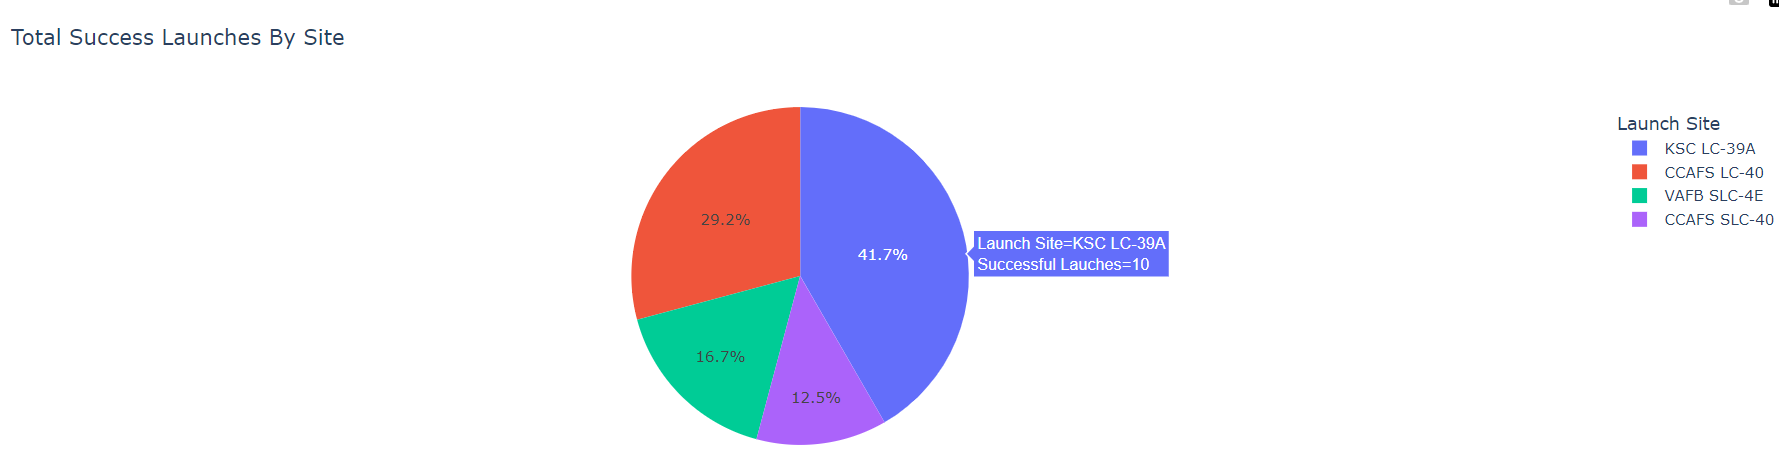 Total Success Launches By Site
Launch Site
KSC LC-39A
CCAFS LC-40
VAFB SLC-4E
CCAFS SLC-40
29.2%
41.7%
Launch Site=KSC LC-39A
Successful Lauches=10
16.7%
12.5%